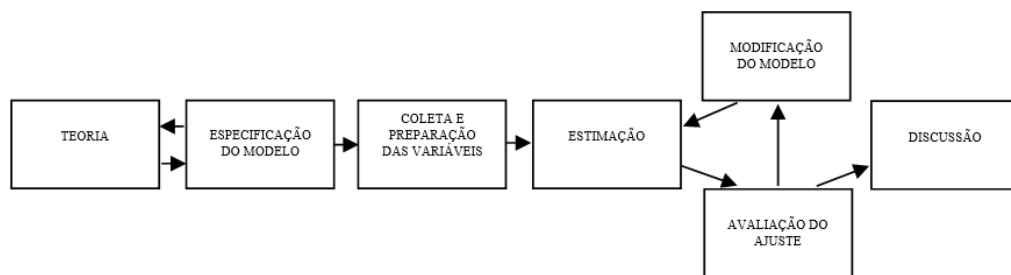 TEORIA
ESPECIFICAÇÃO
DO MODELO
COLETA E
PREPARAÇÃO
DAS VARIÁVEIS
ESTIMAÇÃO
MODIFICAÇÃO
DO MODELO
AVALIAÇÃO DO
AJUSTE
DISCUSSÃO